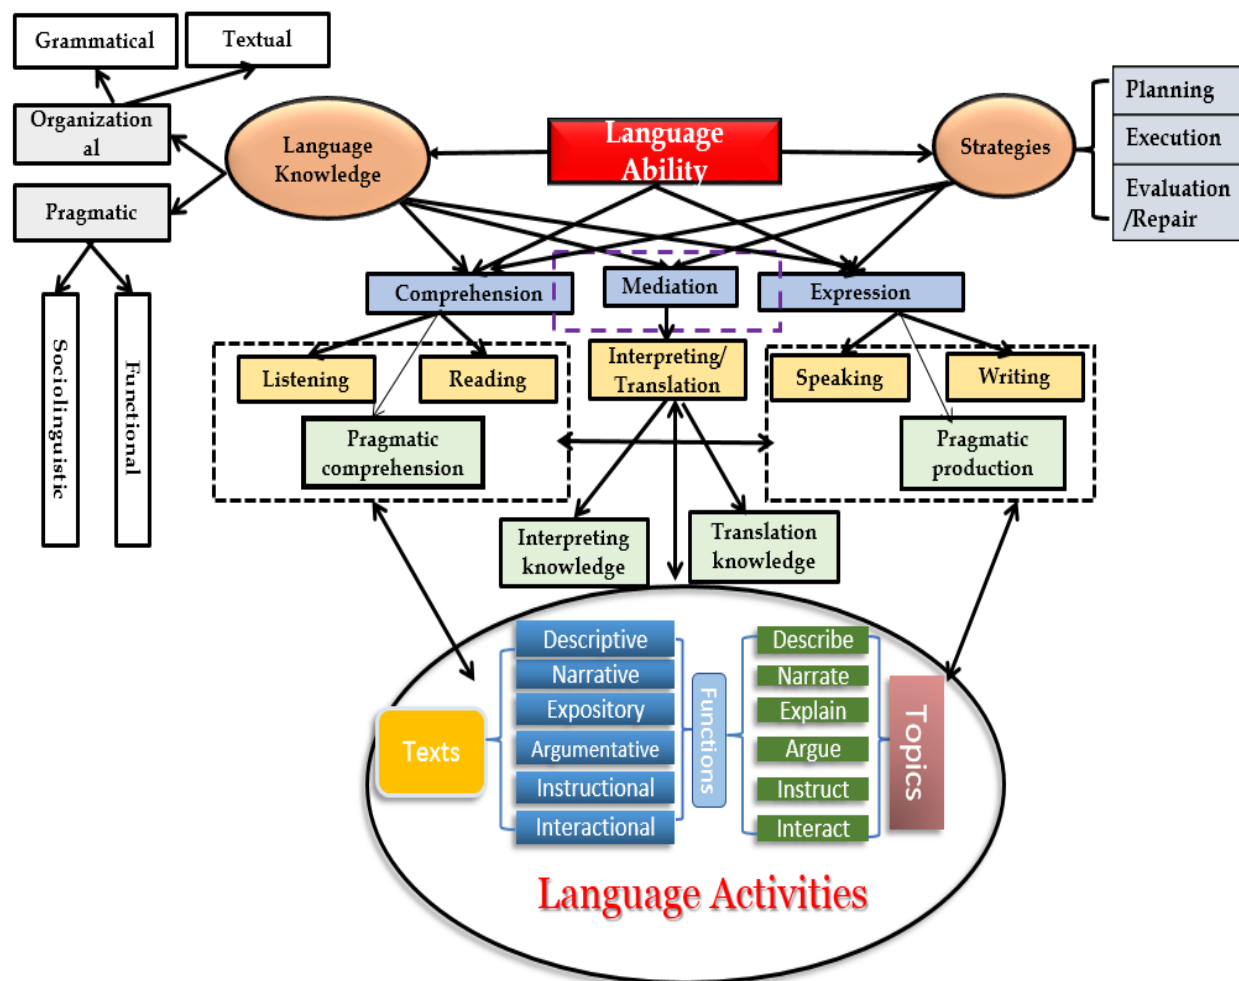 Grammatical
Textual
Organization
al
Pragmatic
Sociolinguistic
Functional
Language
Knowledge
Language
Ability
Strategies
Planning
Execution
Evaluation
/Repair
Comprehension
Mediation
Expression
Listening
Reading
Interpreting/
Translation
Speaking
Writing
Pragmatic
comprehension
Pragmatic
production
Interpreting
knowledge
Translation
knowledge
Texts
Descriptive
Narrative
Expository
Argumentative
Instructional
Interactional
Functions
Describe
Narrate
Explain
Argue
Instruct
Interact
Topics
Language Activities